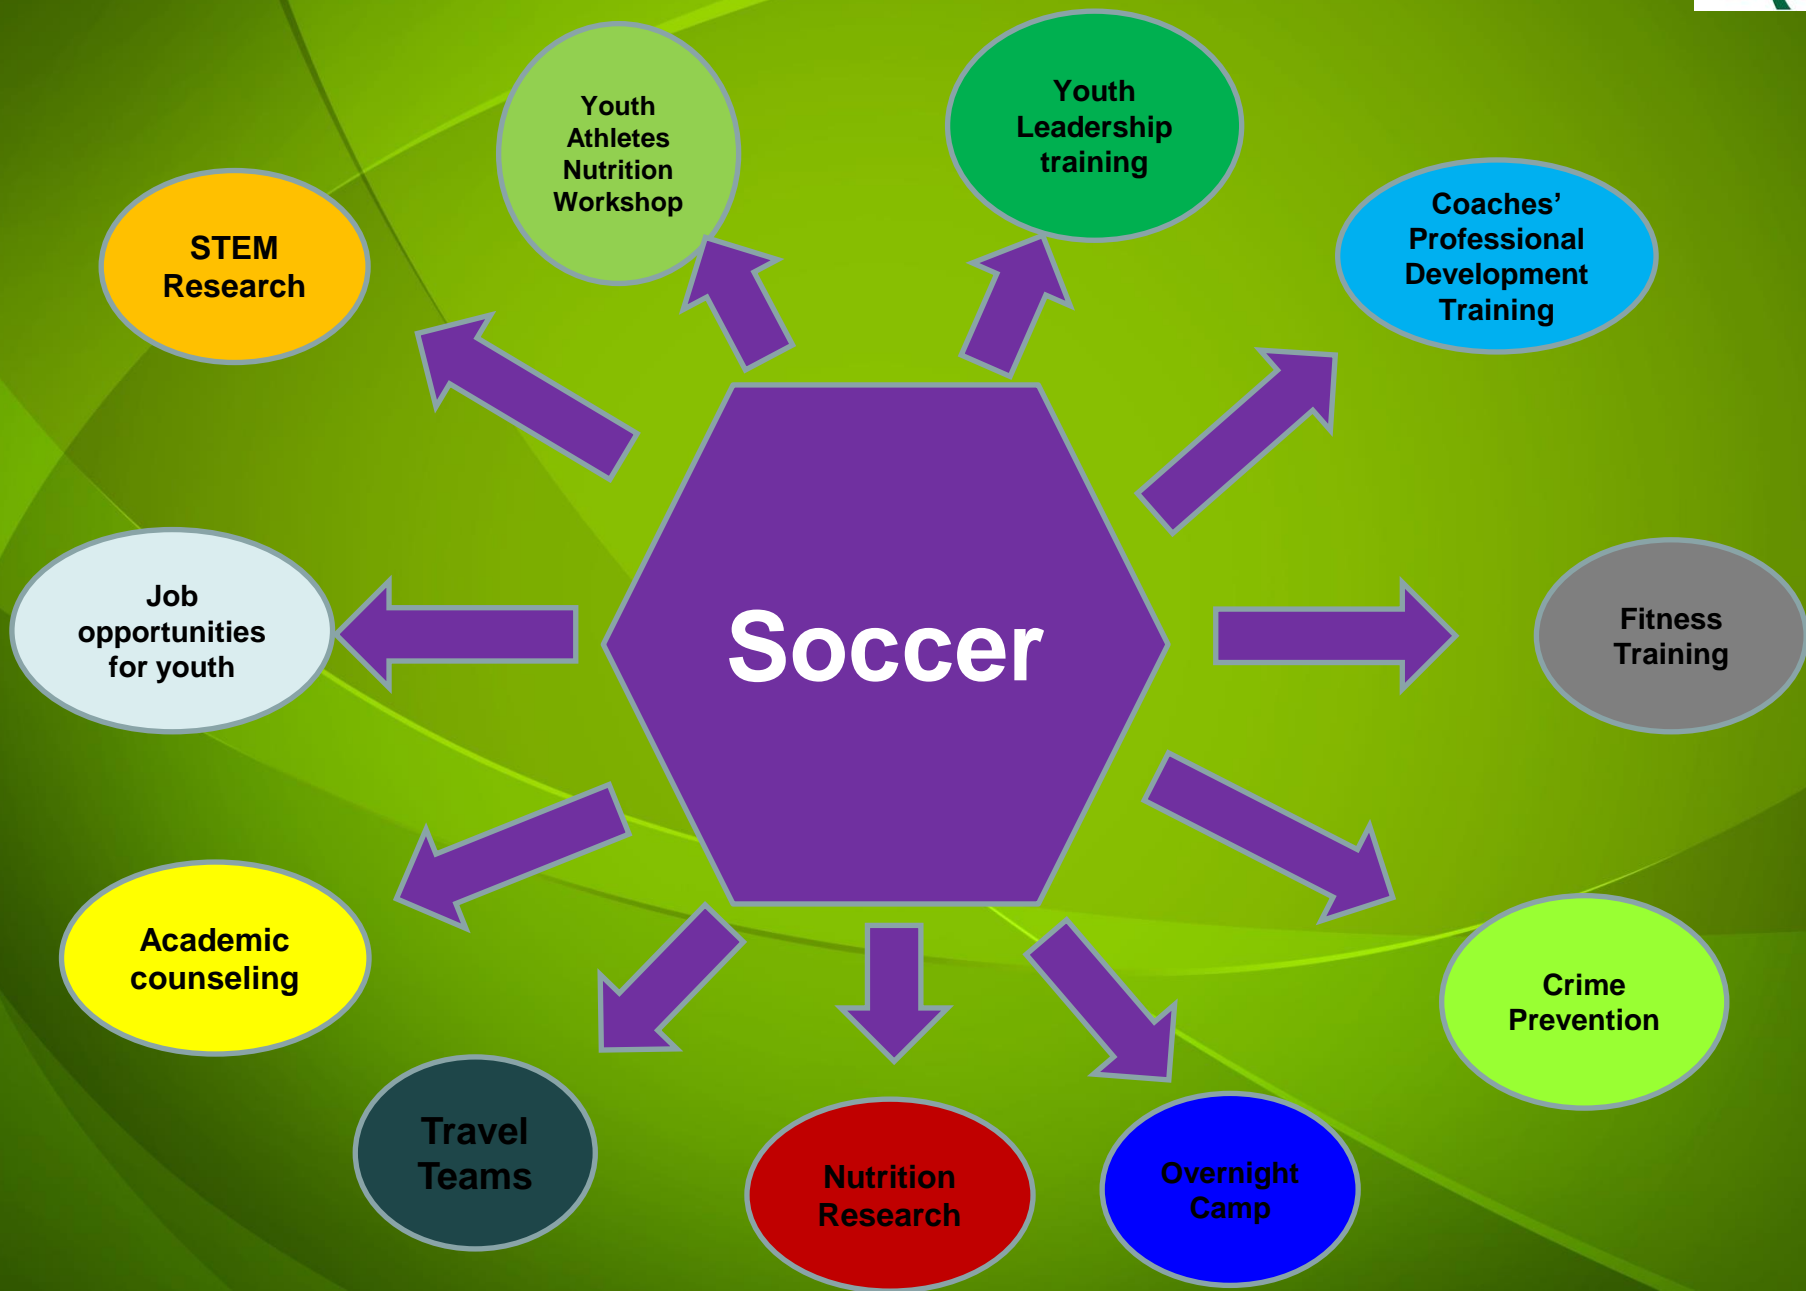 Youth
Athletes
Nutrition
Workshop
Youth
Leadership
training
Coaches’
Professional
Development
Training
STEM
Research
Job
opportunities
for youth
Soccer
Fitness
Training
Academic
counseling
Crime
Prevention
Travel
Teams
Nutrition
Research
Overnight
Camp